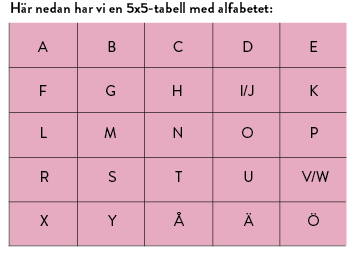 Här nedan har vi en 5x5-tabell med alfabetet:
A B C D E
F G H I/J K
L M N O P
R S T U V/W
X Y Å Ä Ö